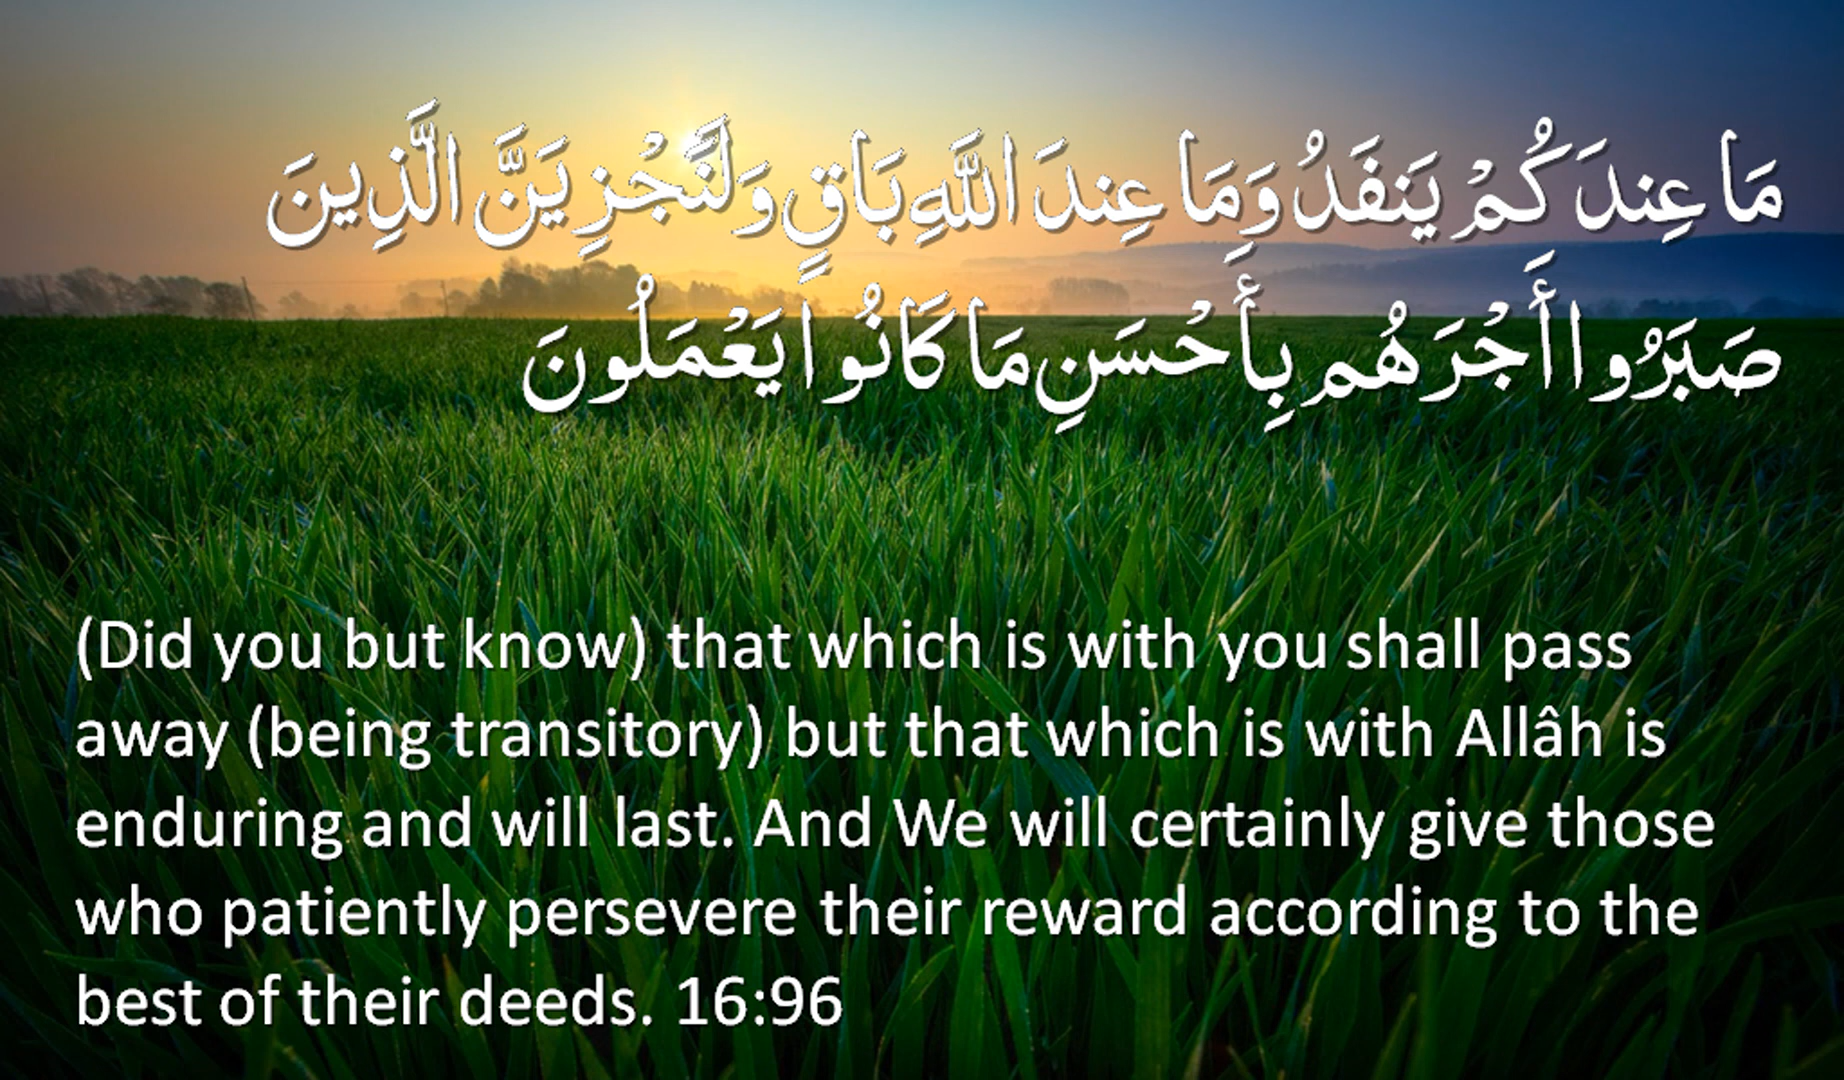 مَا عِندَكُمْ يَنفَدُ وَمَا عِندَ اللَّهِ بَاقٍ وَلَنَجْزِيَنَّ الَّذِينَ
صَبَرُوا أَجْرَهُم بِأَحْسَنِ مَا كَانُوا يَعْمَلُونَ
(Did you but know) that which is with you shall pass
away (being transitory) but that which is with Allâh is
enduring and will last. And We will certainly give those
who patiently persevere their reward according to the
best of their deeds. 16:96